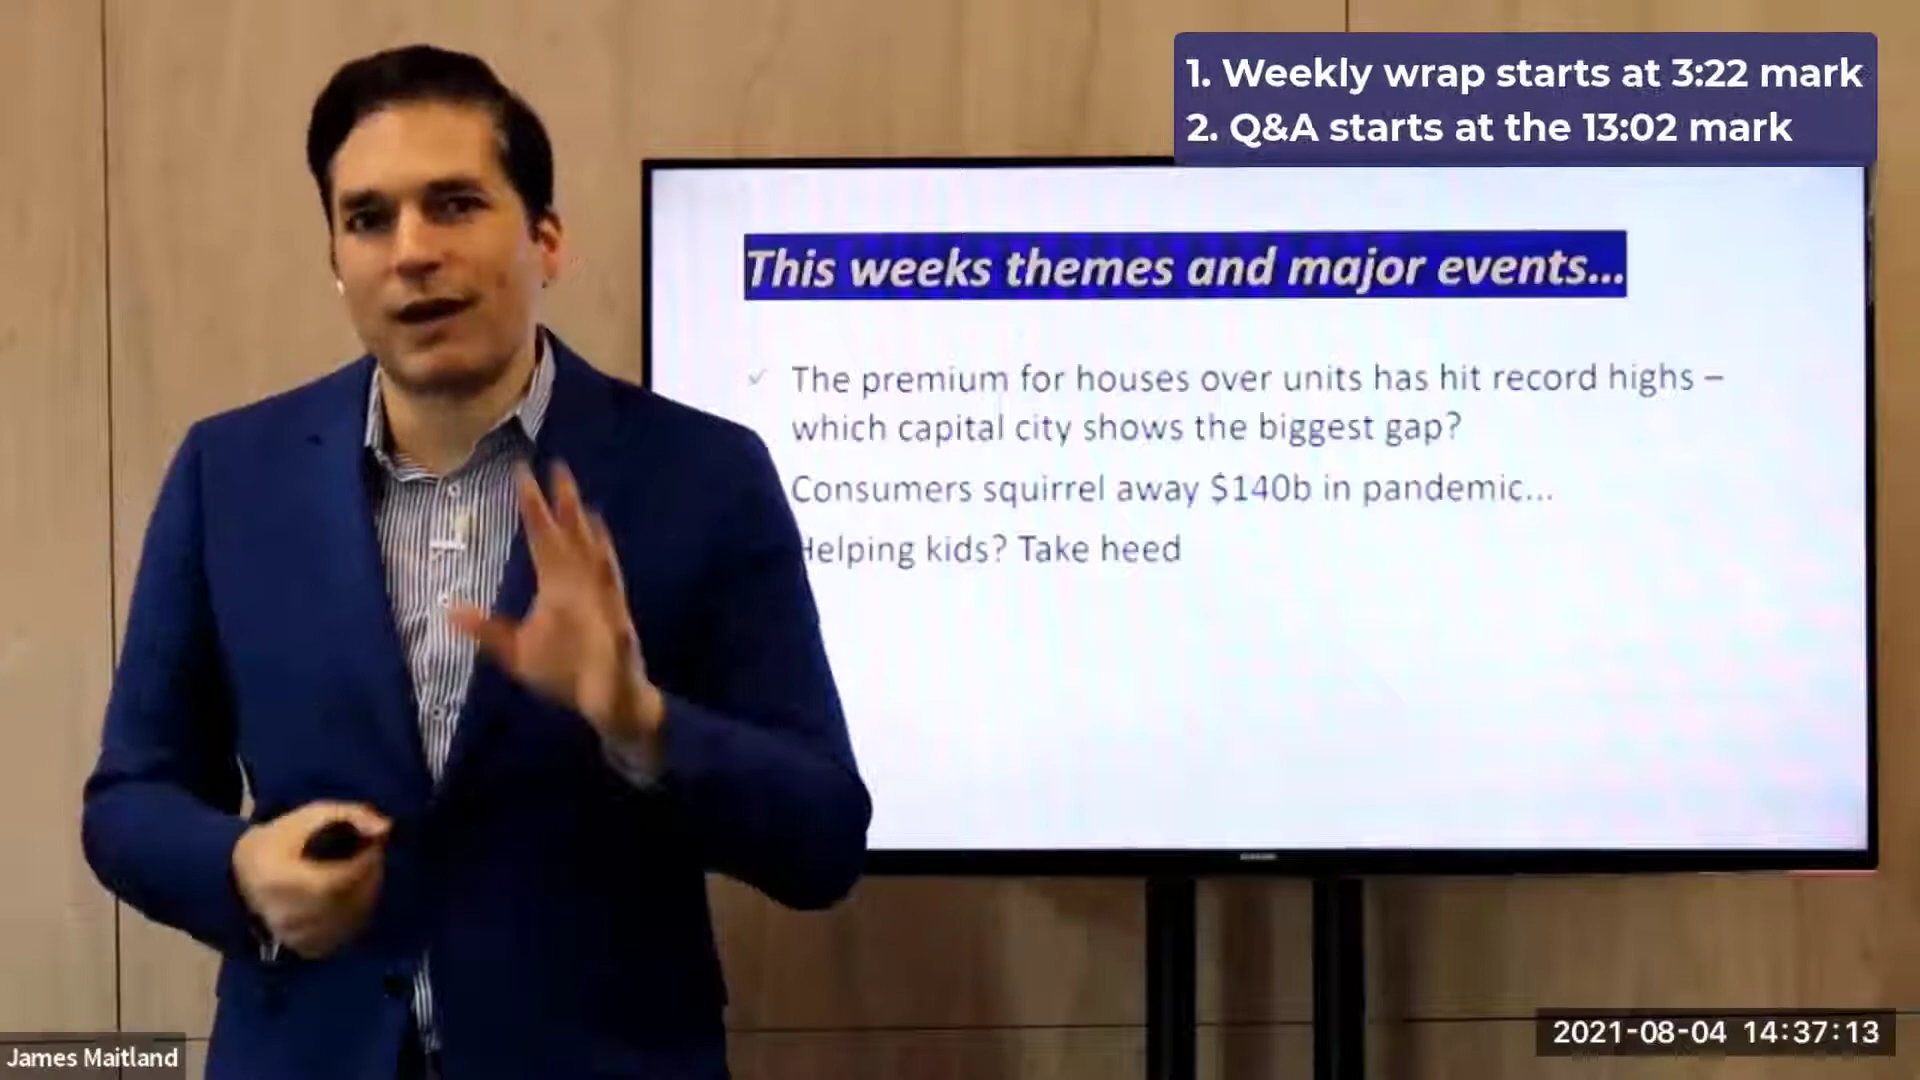 1. Weekly wrap starts at 3:22 mark
2. Q&A starts at the 13:02 mark
This weeks themes and major events...
The premium for houses over units has hit record highs –
which capital city shows the biggest gap?
Consumers squirrel away $140b in pandemic...
Helping kids? Take heed
2021-08-04 14:37:13
James Maitland